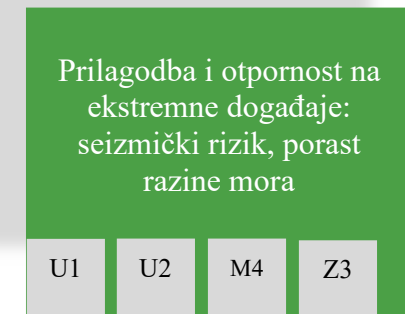 Prilagodba i otpornost na
ekstremne događaje:
seizmički rizik, porast
razine mora
U1 U2 M4 Z3